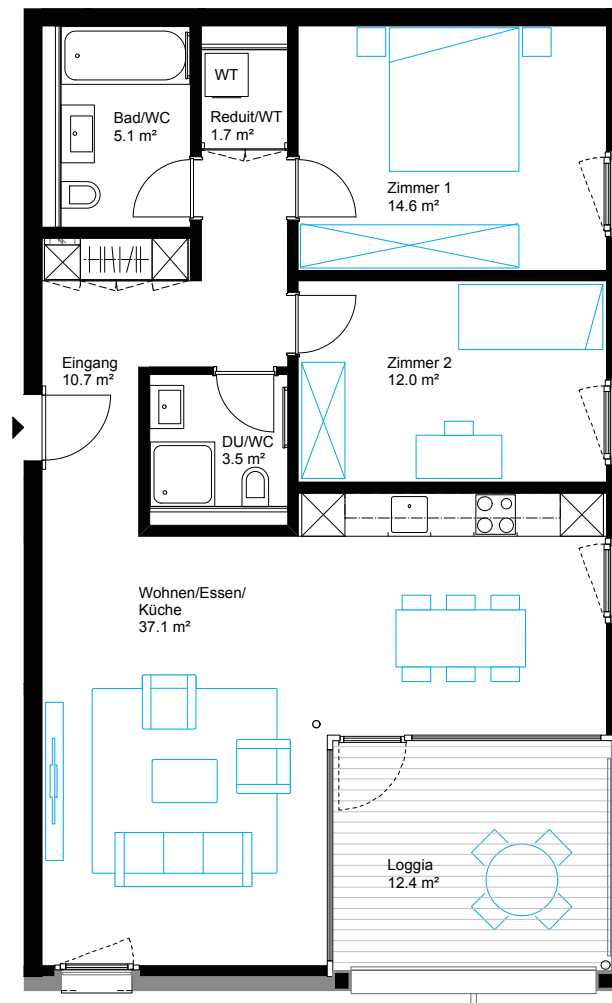 WT
Bad/WC
5.1 m²
Reduit/WT
1.7 m²
Zimmer 1
14.6 m²
Eingang
10.7 m²
Zimmer 2
12.0 m²
DU/WC
3.5 m²
Wohnen/Essen/
Küche
37.1 m²
Loggia
12.4 m²